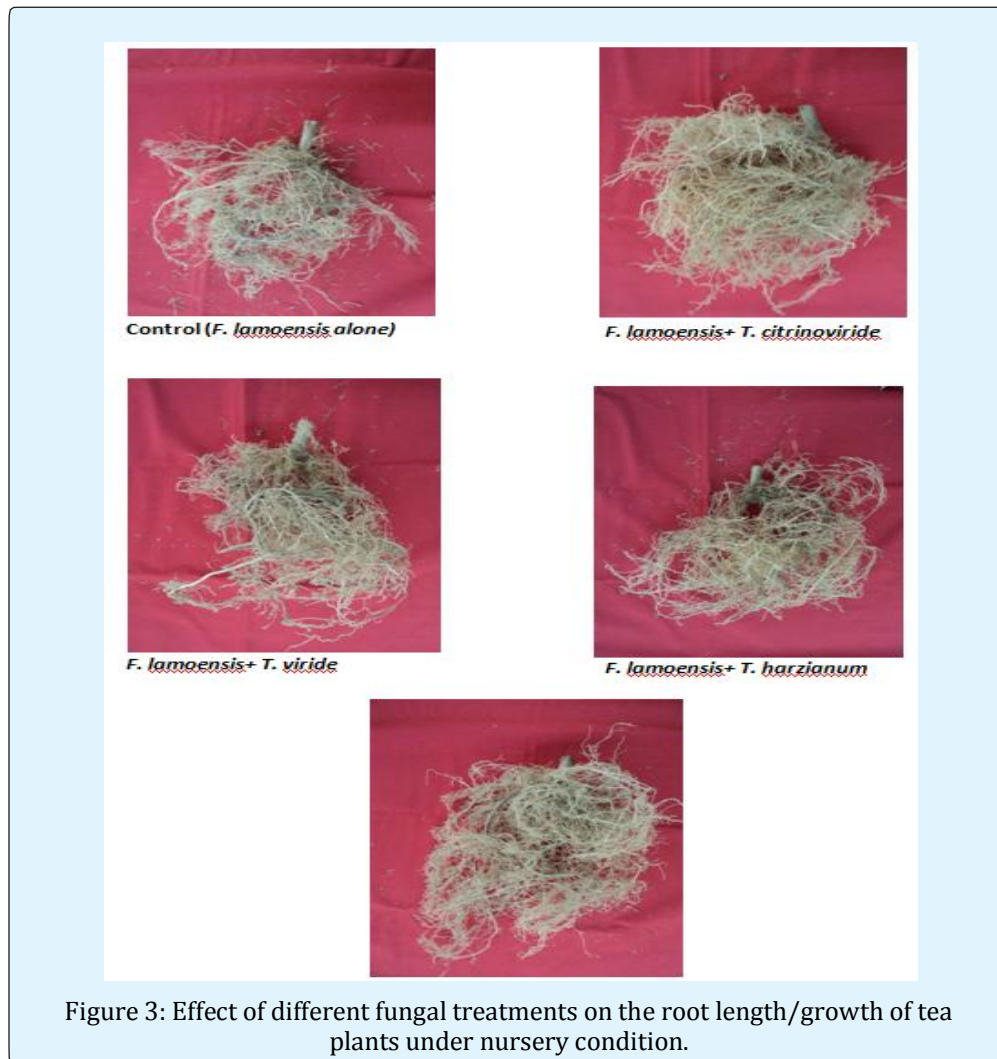 Control (F. lamoensis alone)
F. lamoensis+ T. citrinoviride
F. lamoensis+ T. viride
F. lamoensis+ T. harzianum
Figure 3: Effect of different fungal treatments on the root length/growth of tea
plants under nursery condition.